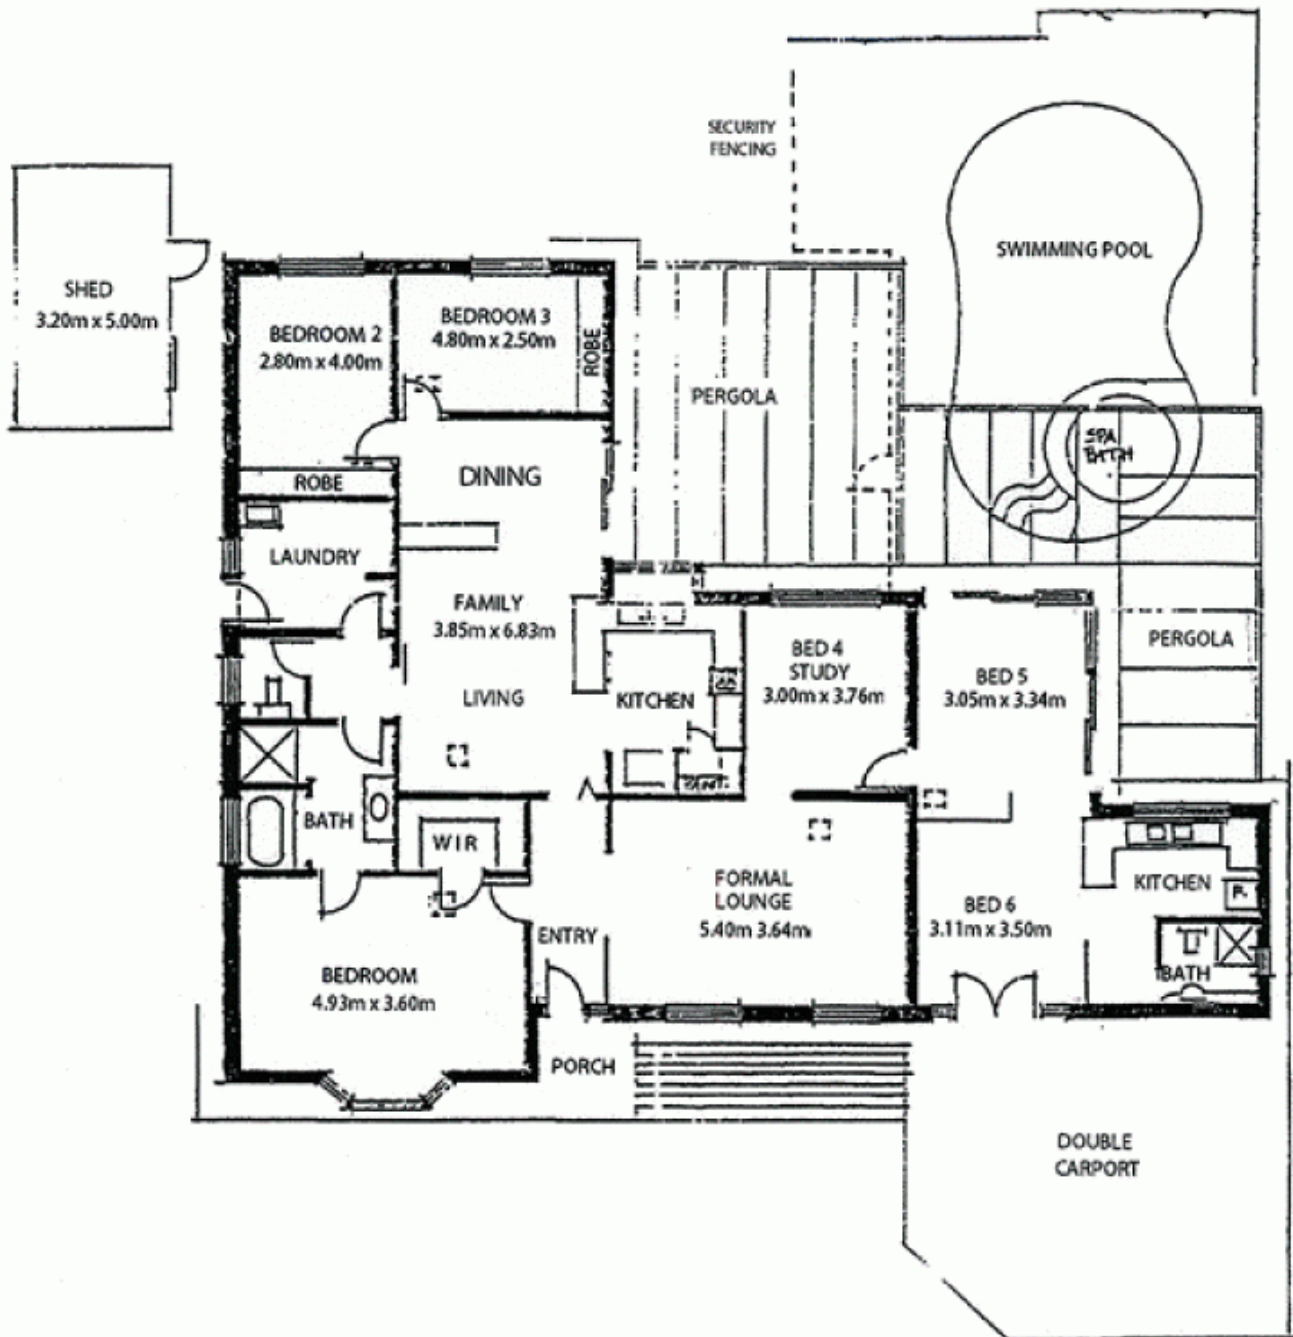 SECURITY
FENCING
SWIMMING POOL
SHED
3.20m x 5.00m
BEDROOM 2
2.80m x 4.00m
BEDROOM 3
4.80m x 2.50m
ROBE
PERGOLA
SPA
BATH
DINING
ROBE
LAUNDRY
FAMILY
3.85m x 6.83m
LIVING
KITCHEN
BED 4
STUDY
3.00m x 3.76m
BED 5
3.05m x 3.34m
PERGOLA
BATH
WIR
FORMAL
LOUNGE
5.40m 3.64m
KITCHEN
BED 6
3.11m x 3.50m
ENTRY
BATH
BEDROOM
4.93m x 3.60m
PORCH
DOUBLE
CARPORT